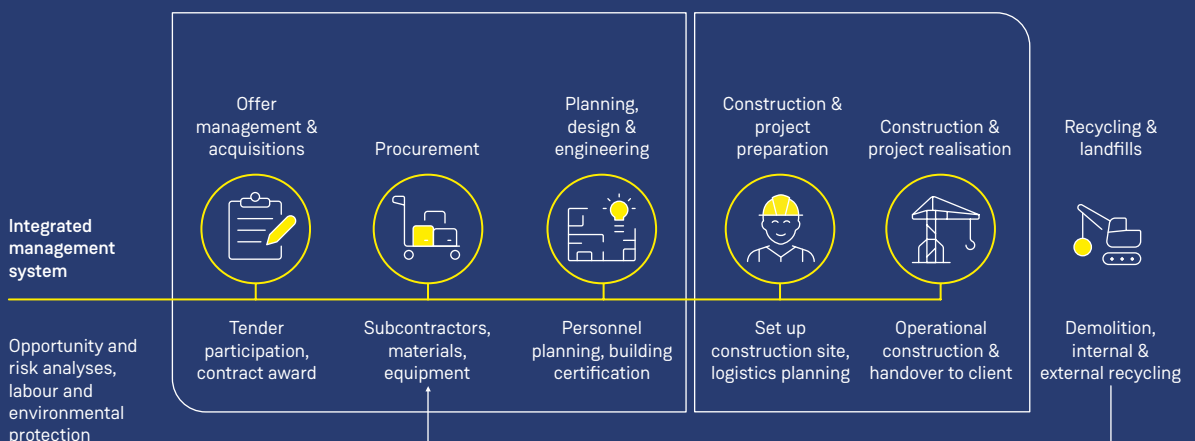 Offer
management &
acquisitions
Procurement
Planning,
design &
engineering
Construction &
project
preparation
Construction &
project realisation
Recycling &
landfills
Integrated
management
system
Opportunity and
risk analyses,
labour and
environmental
protection
Tender
participation,
contract award
Subcontractors,
materials,
equipment
Personnel
planning, building
certification
Set up
construction site,
logistics planning
Operational
construction &
handover to client
Demolition,
internal &
external recycling